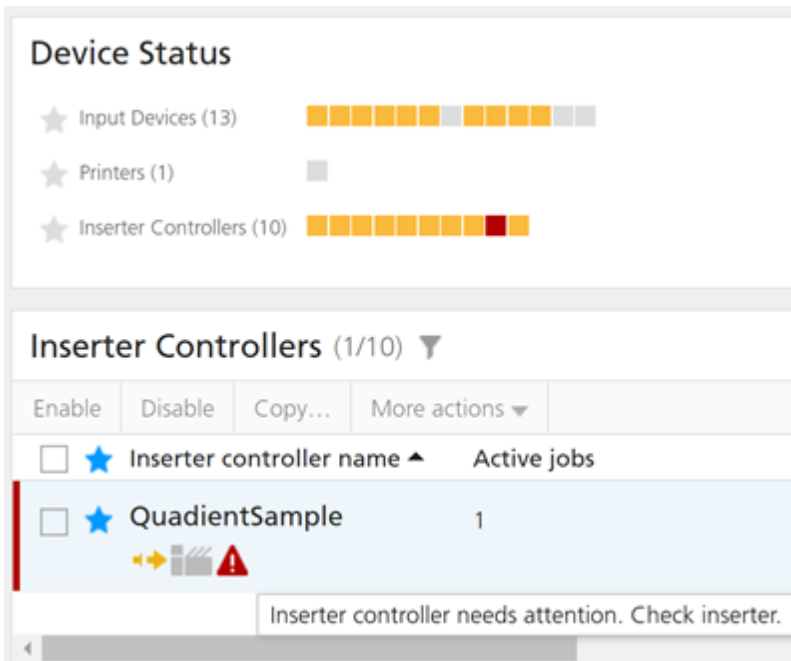 Device Status
Input Devices (13)
Printers (1)
Inserter Controllers (10)
Inserter Controllers (1/10)
Enable Disable Copy... More actions
Inserter controller name Active jobs
QuadientSample 1
Inserter controller needs attention. Check inserter.